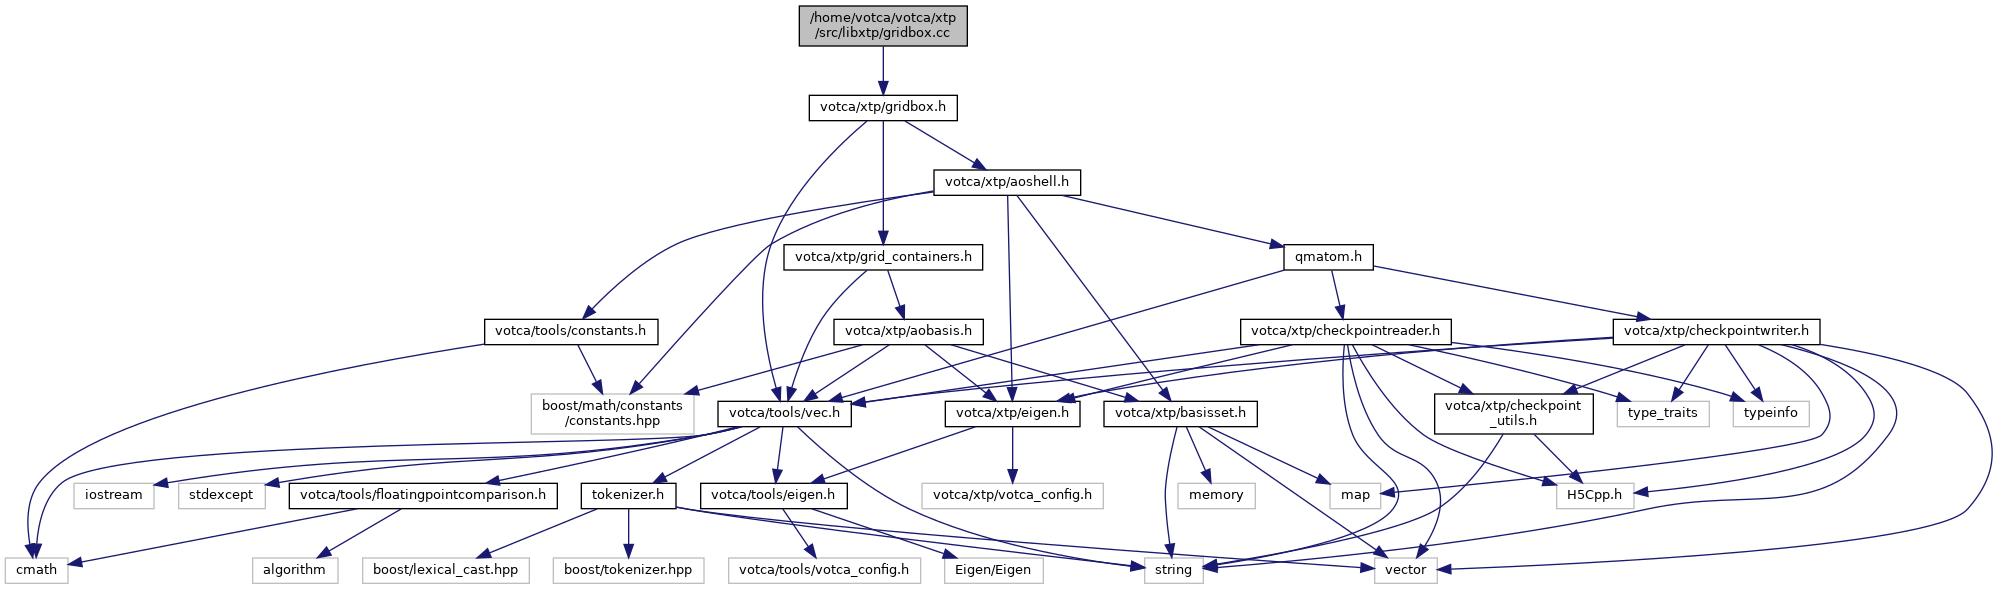 /home/votca/votca/xtp
/src/libxtp/gridbox.cc
votca/xtp/gridbox.h
votca/xtp/aoshell.h
votca/xtp/grid_containers.h
qmatom.h
votca/tools/constants.h
votca/xtp/aobasis.h
votca/xtp/checkpointreader.h
votca/xtp/checkpointwriter.h
boost/math/constants
/constants.hpp
votca/tools/vec.h
votca/xtp/eigen.h
votca/xtp/basisset.h
votca/xtp/checkpoint
_utils.h
type_traits
typeinfo
iostream
stdexcept
votca/tools/floatingpointcomparison.h
tokenizer.h
votca/tools/eigen.h
votca/xtp/votca_config.h
memory
map
H5Cpp.h
cmath
algorithm
boost/lexical_cast.hpp
boost/tokenizer.hpp
votca/tools/votca_config.h
Eigen/Eigen
string
vector